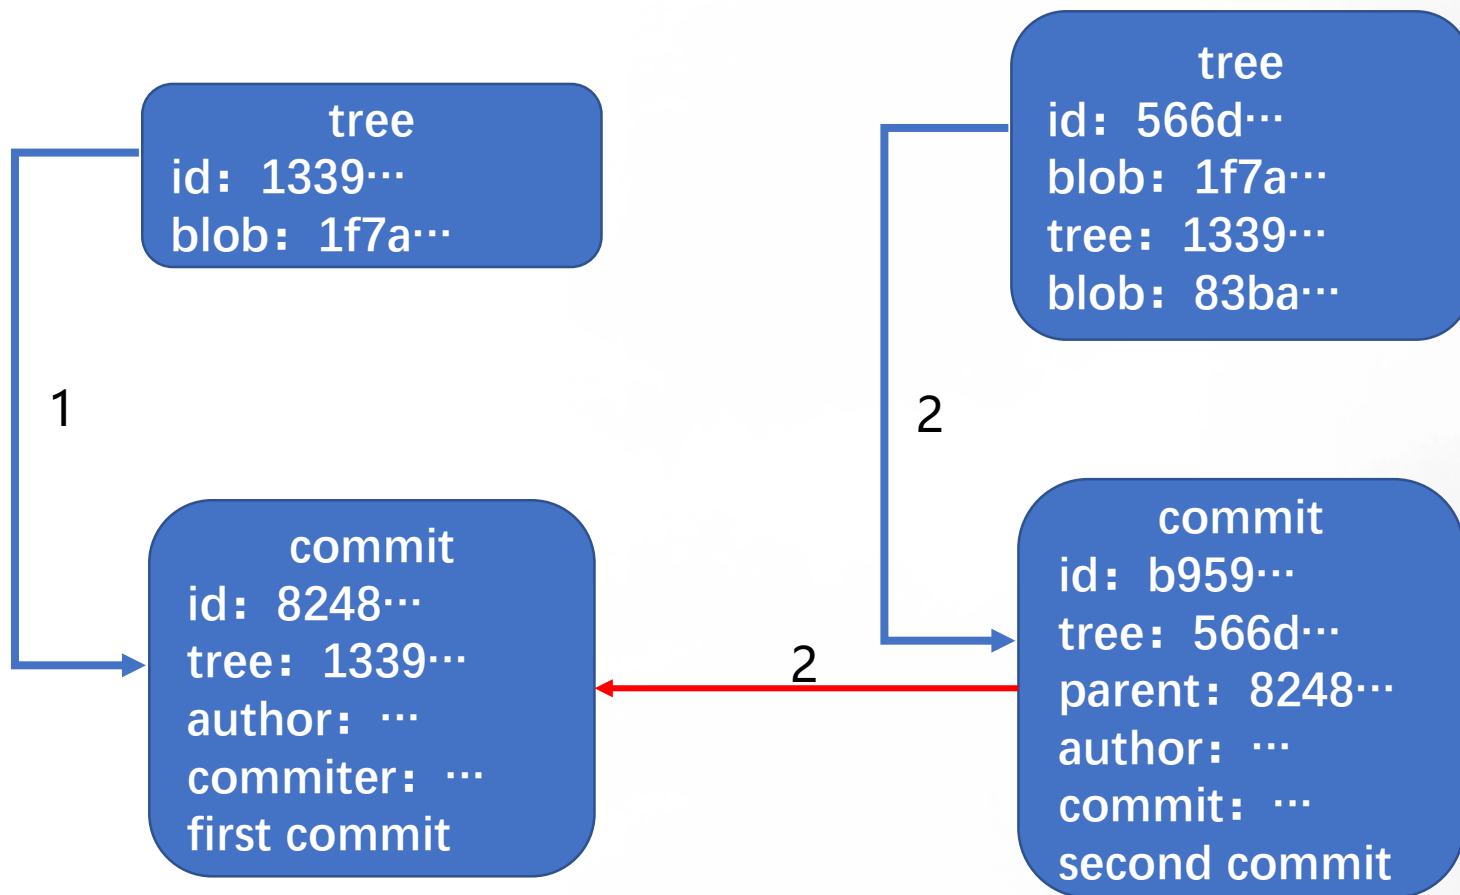 tree
id：1339…
blob：1f7a…
tree
id：566d…
blob：1f7a…
tree：1339…
blob：83ba…
1
2
commit
id：8248…
tree：1339…
author：…
commiter：…
first commit
2
commit
id：b959…
tree：566d…
parent：8248…
author：…
commit：…
second commit